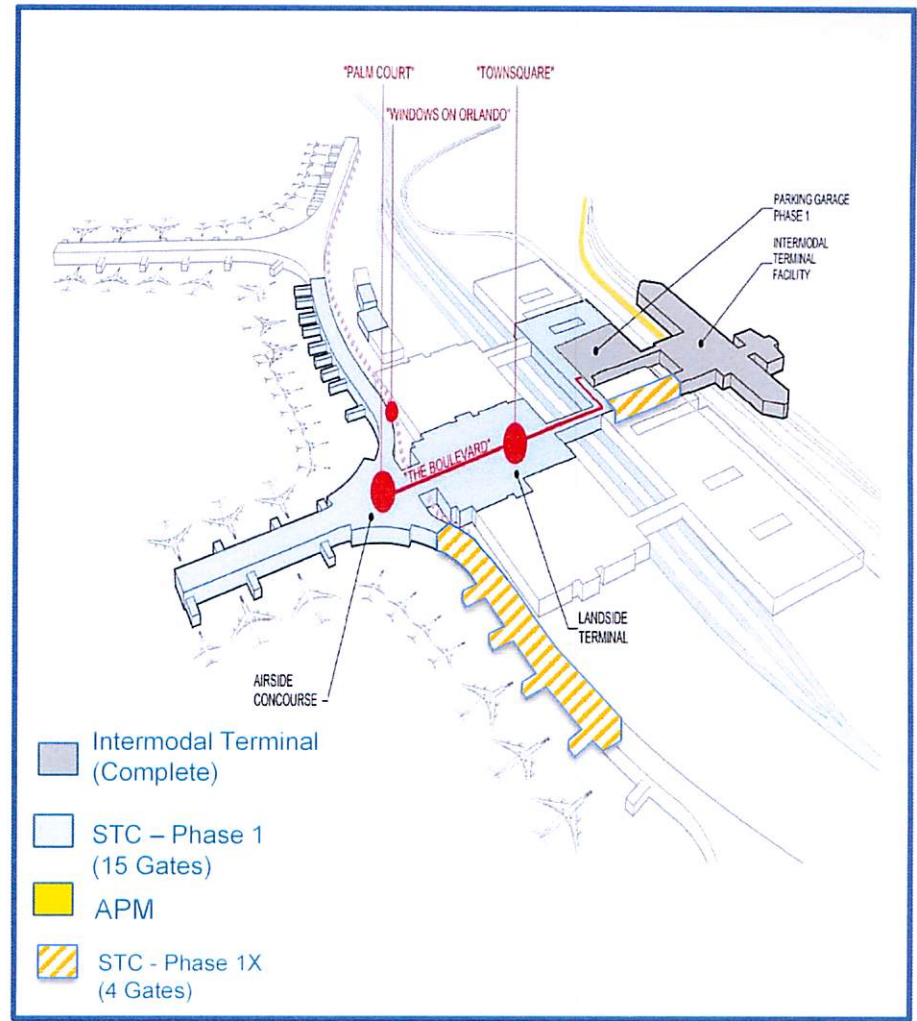 "PALM COURT"
"TOWNSQUARE"
"WINDOWS ON ORLANDO"
PARKING GARAGE
PHASE 1
INTERMODAL
TERMINAL
FACILITY
"THE BOULEVARD"
LANDSIDE
TERMINAL
AIRSIDE
CONCOURSE –
Intermodal Terminal
(Complete)
STC – Phase 1
(15 Gates)
APM
STC - Phase 1X
(4 Gates)